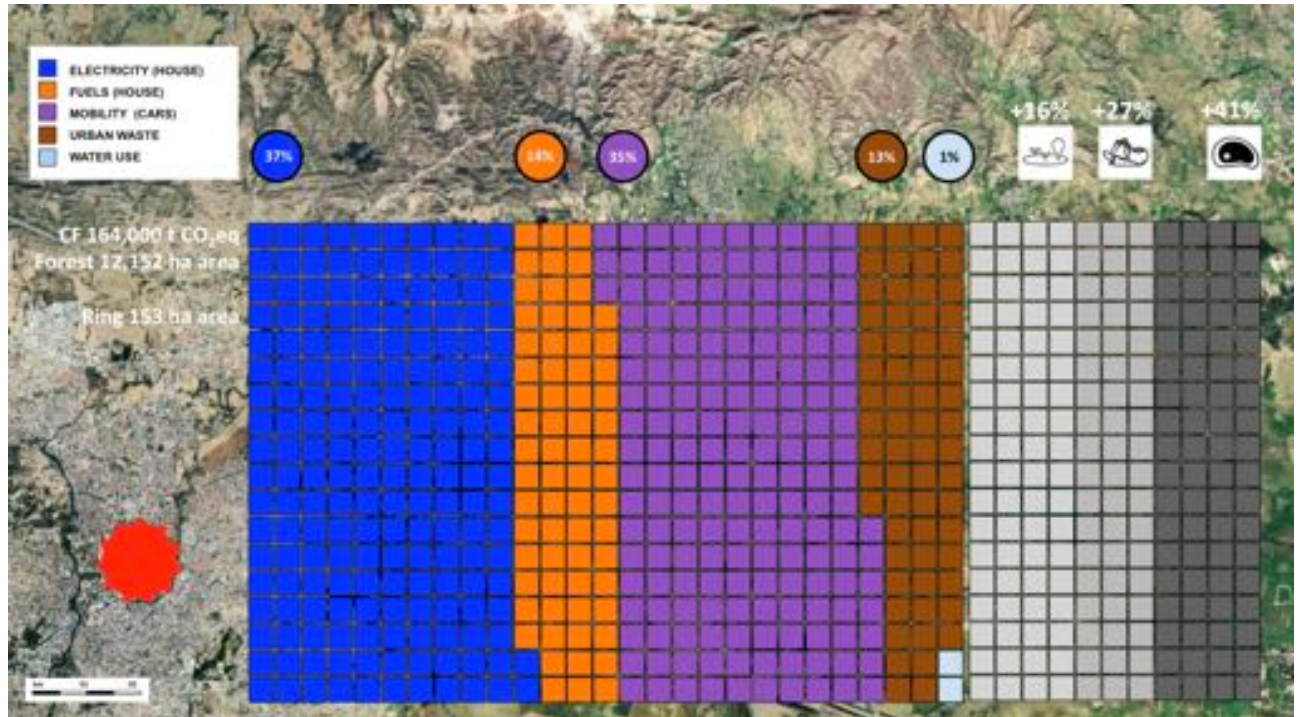 ELECTRICITY (HOUSE)
FUELS (HOUSE)
MOBILITY (CARS)
URBAN WASTE
WATER USE
+16% +27% +41%
37% 14% 35% 13% 1%
CF 164,000 t CO₂eq
Forest 12,152 ha area
Ring 153 ha area